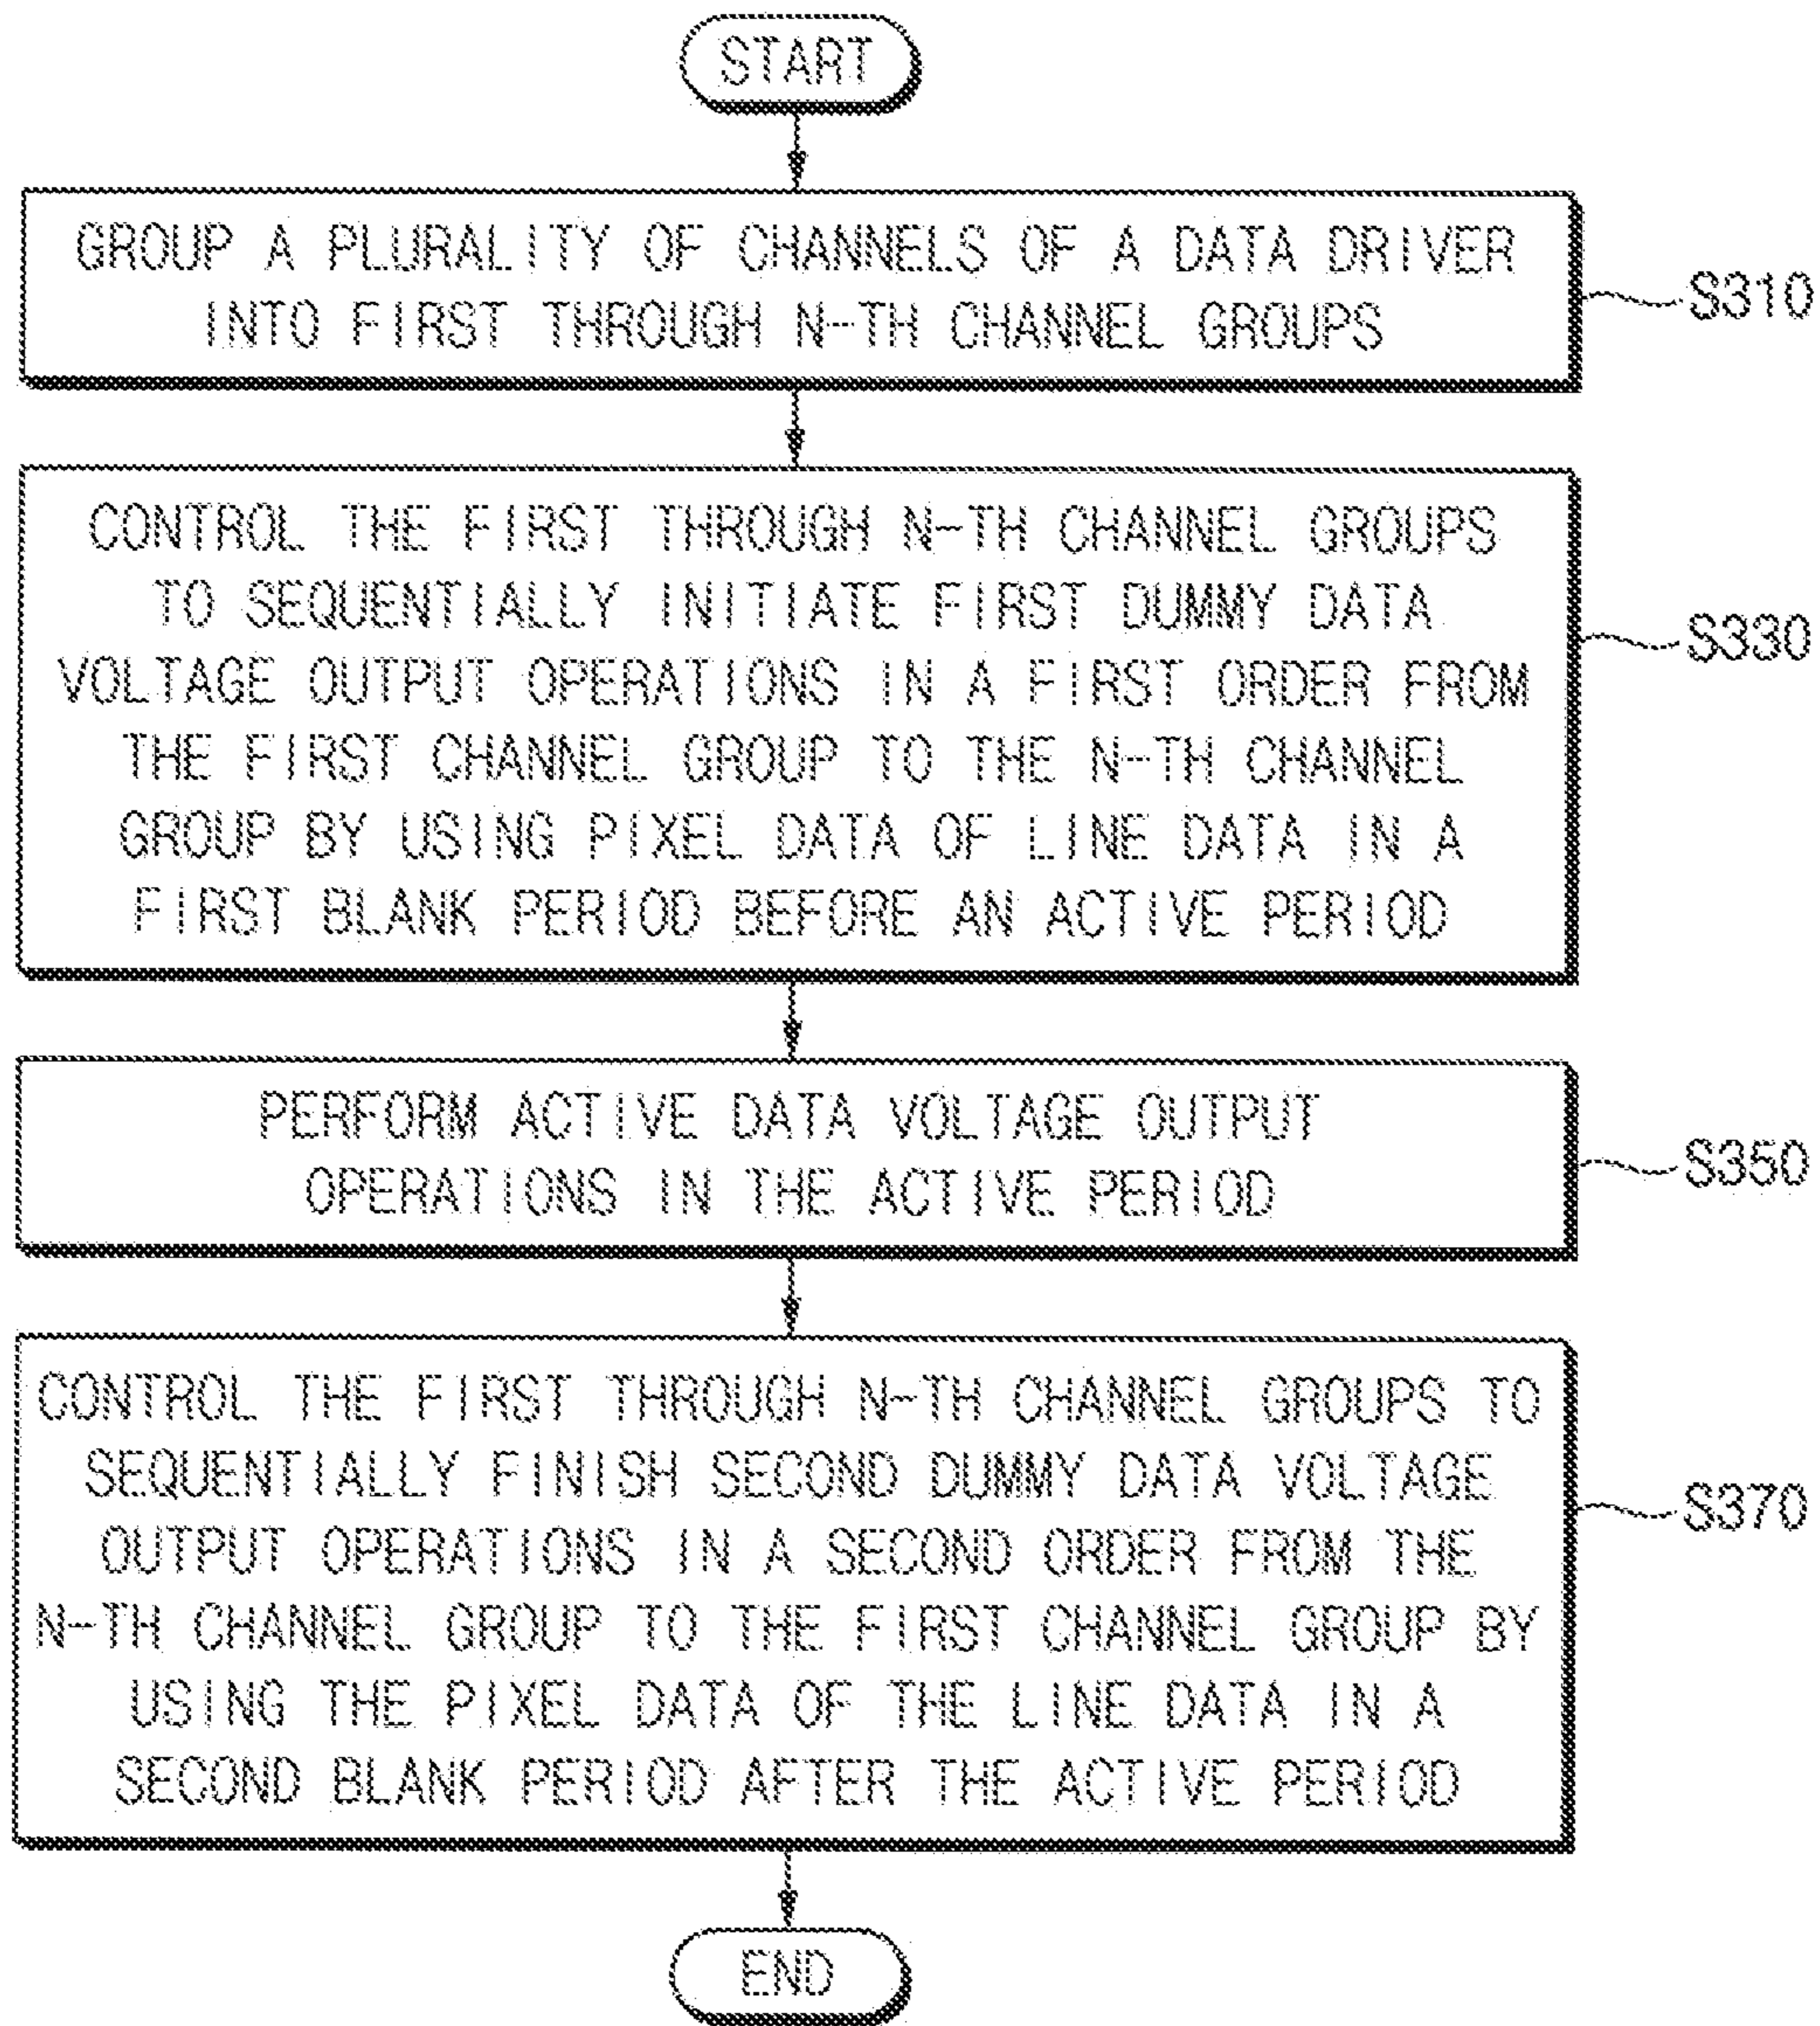 START
GROUP A PLURALITY OF CHANNELS OF A DATA DRIVER
INTO FIRST THROUGH N-TH CHANNEL GROUPS
S310
CONTROL THE FIRST THROUGH N-TH CHANNEL GROUPS
TO SEQUENTIALLY INITIATE FIRST DUMMY DATA
VOLTAGE OUTPUT OPERATIONS IN A FIRST ORDER FROM
THE FIRST CHANNEL GROUP TO THE N-TH CHANNEL
GROUP BY USING PIXEL DATA OF LINE DATA IN A
FIRST BLANK PERIOD BEFORE AN ACTIVE PERIOD
S330
PERFORM ACTIVE DATA VOLTAGE OUTPUT
OPERATIONS IN THE ACTIVE PERIOD
S350
CONTROL THE FIRST THROUGH N-TH CHANNEL GROUPS TO
SEQUENTIALLY FINISH SECOND DUMMY DATA VOLTAGE
OUTPUT OPERATIONS IN A SECOND ORDER FROM THE
N-TH CHANNEL GROUP TO THE FIRST CHANNEL GROUP BY
USING THE PIXEL DATA OF THE LINE DATA IN A
SECOND BLANK PERIOD AFTER THE ACTIVE PERIOD
S370
END